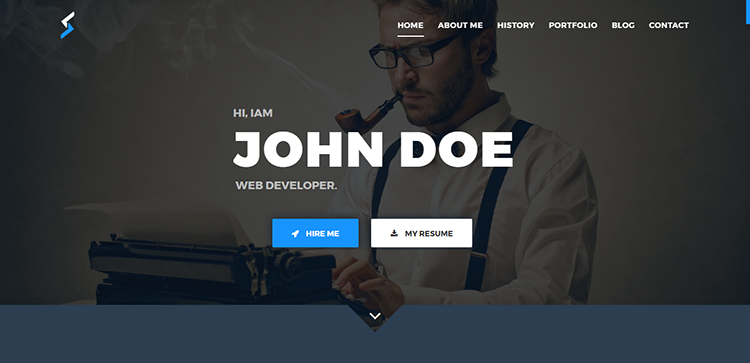 HOME ABOUT ME HISTORY PORTFOLIO BLOG CONTACT
HI, IAM
JOHN DOE
WEB DEVELOPER.
HIRE ME MY RESUME